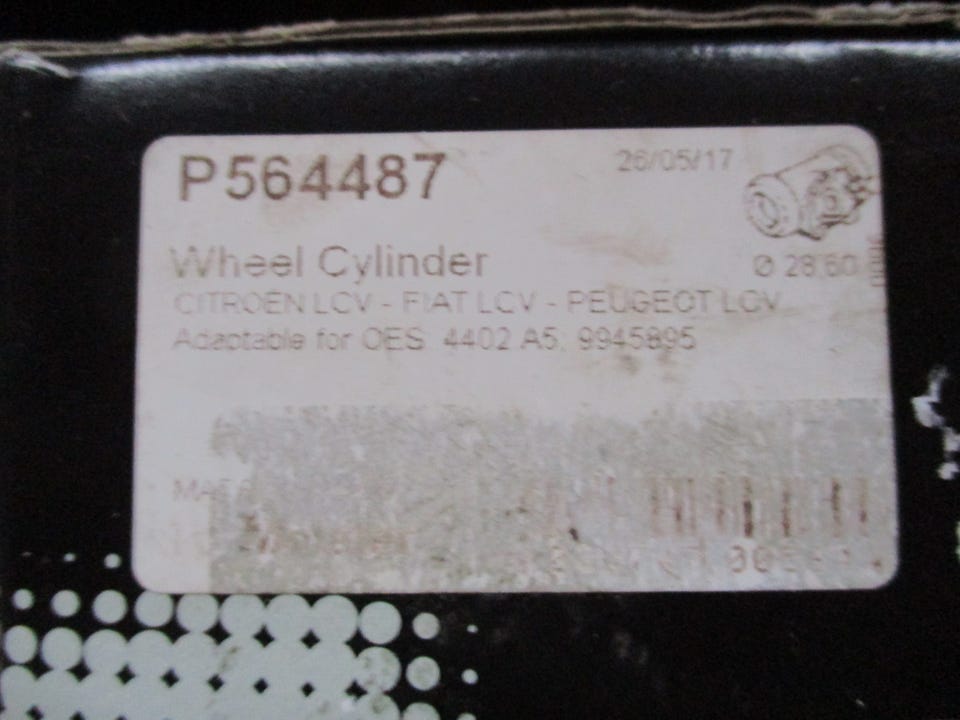 P564487
26/05/17
Wheel Cylinder
Ø 28.60
CITROEN LCV - FIAT LCV - PEUGEOT LCV
Adaptable for OES: 4402.A5; 9945895